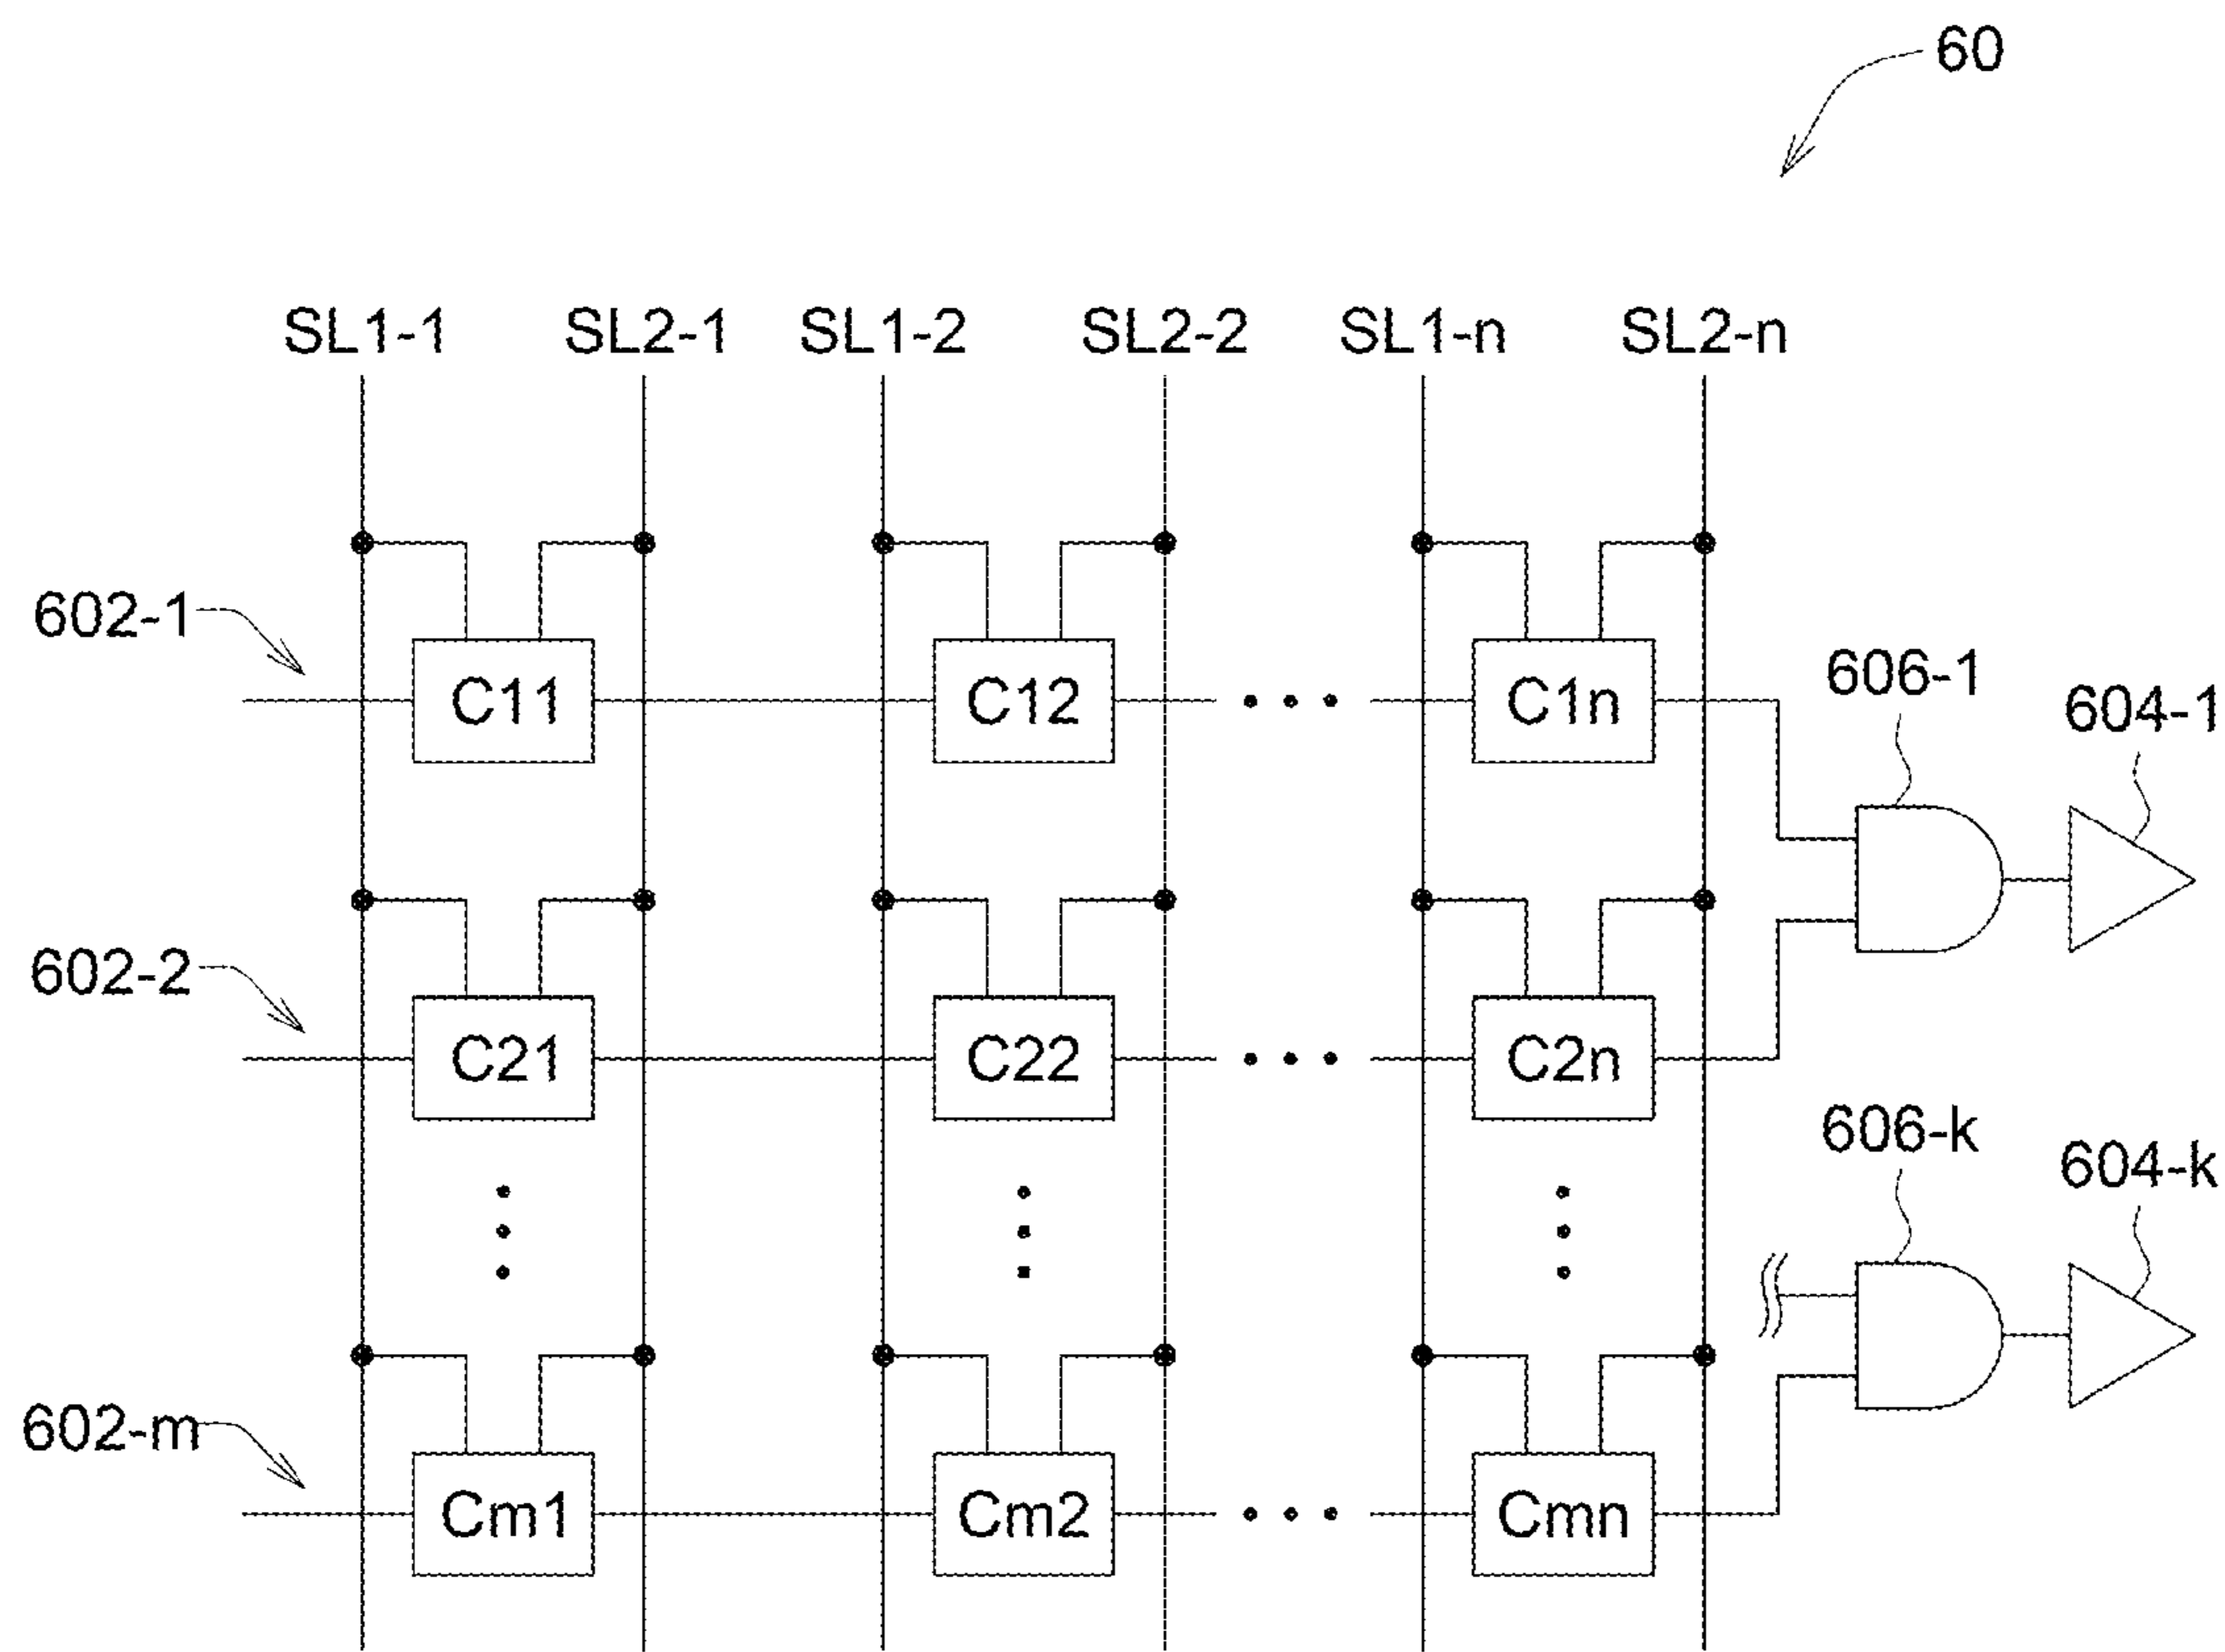 60
SL1-1 SL2-1 SL1-2 SL2-2 SL1-n SL2-n
602-1
C11 C12 C1n
606-1
604-1
602-2
C21 C22 C2n
606-k
604-k
602-m
Cm1 Cm2 Cmn